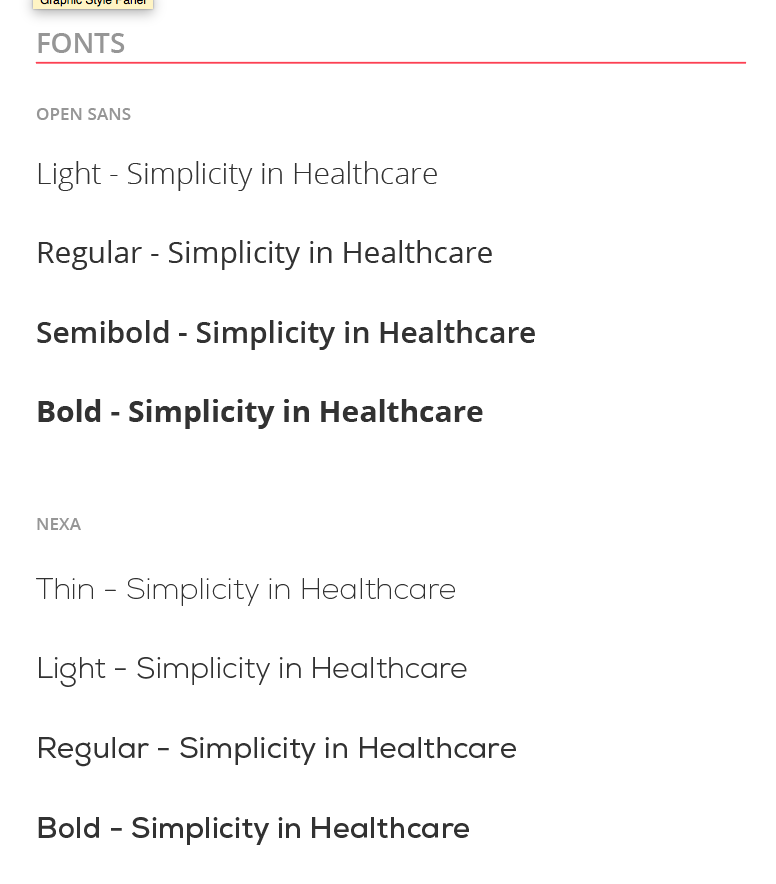 Graphic Style Panel
FONTS
OPEN SANS
Light - Simplicity in Healthcare
Regular - Simplicity in Healthcare
Semibold - Simplicity in Healthcare
Bold - Simplicity in Healthcare
NEXA
Thin - Simplicity in Healthcare
Light - Simplicity in Healthcare
Regular - Simplicity in Healthcare
Bold - Simplicity in Healthcare